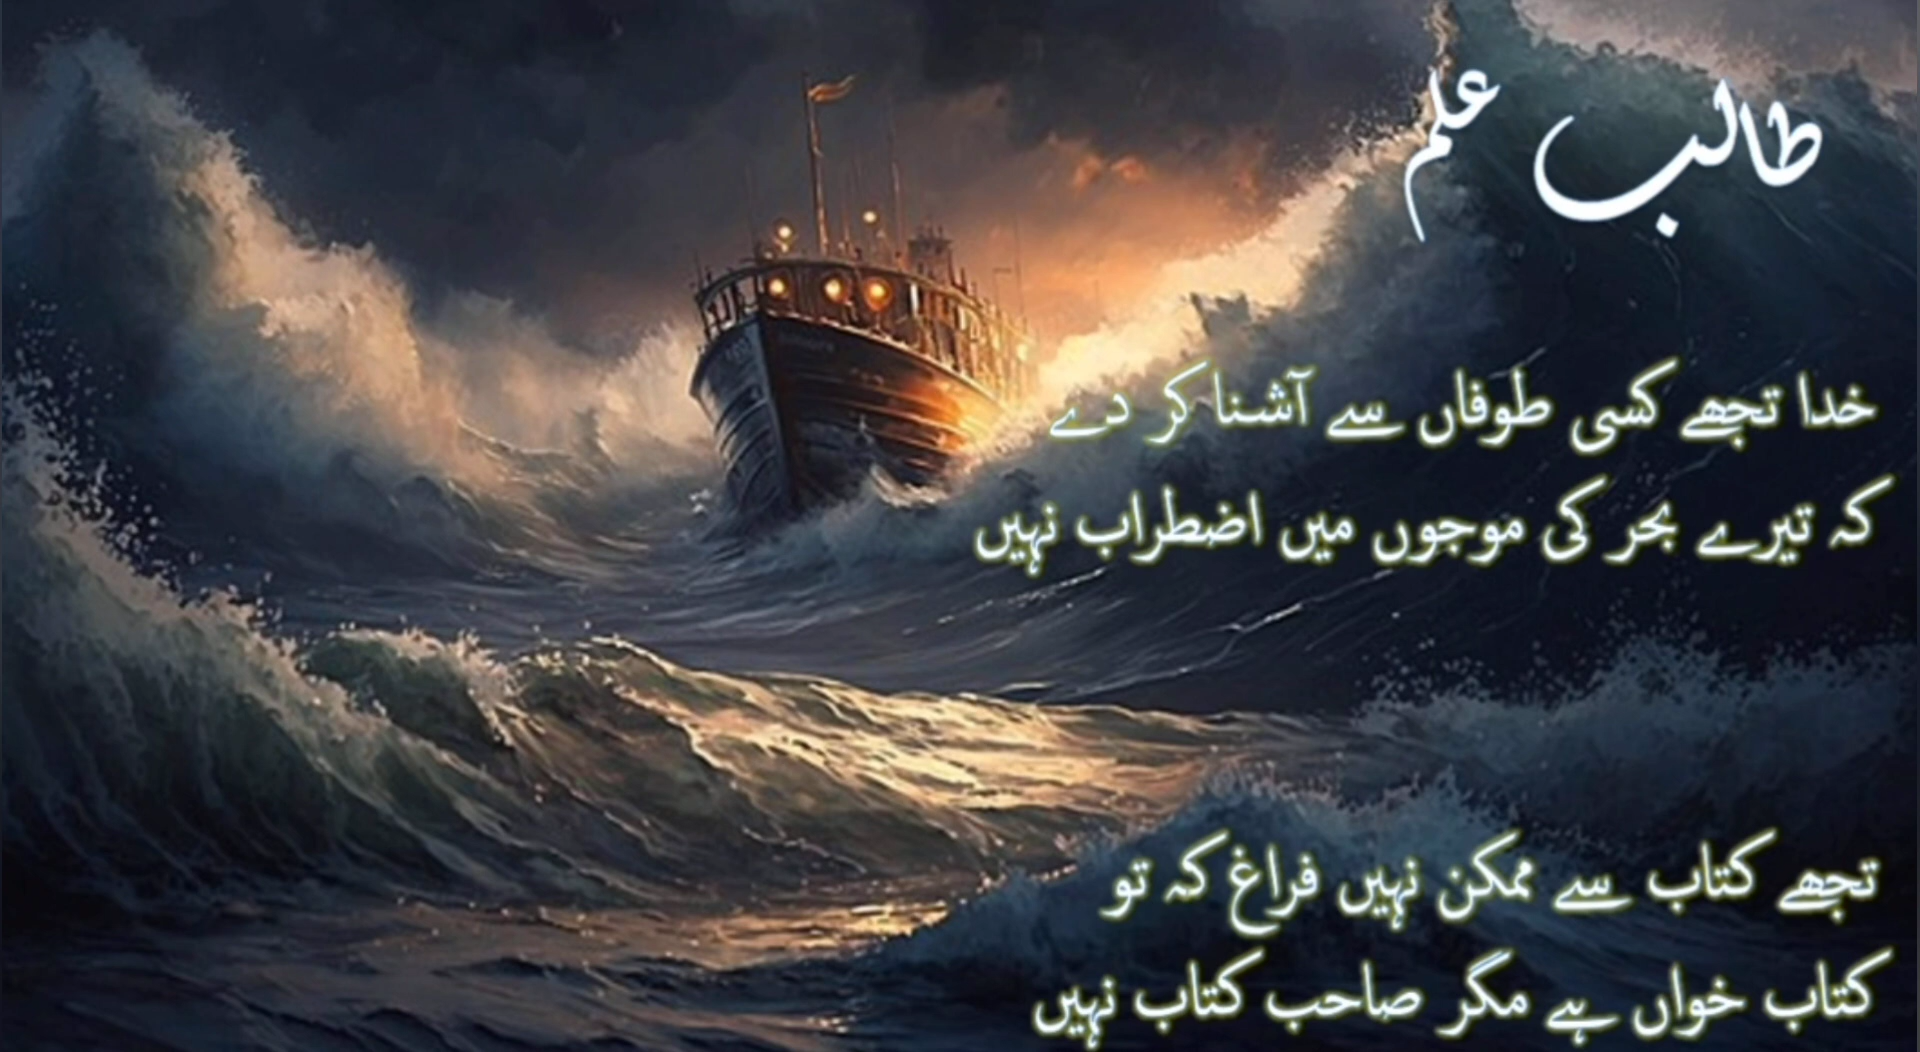 طالب علم
خدا تجھے کسی طوفاں سے آشنا کر دے
کہ تیرے بحر کی موجوں میں اضطراب نہیں
تجھے کتاب سے ممکن نہیں فراغ کہ تو
کتاب خواں ہے مگر صاحب کتاب نہیں